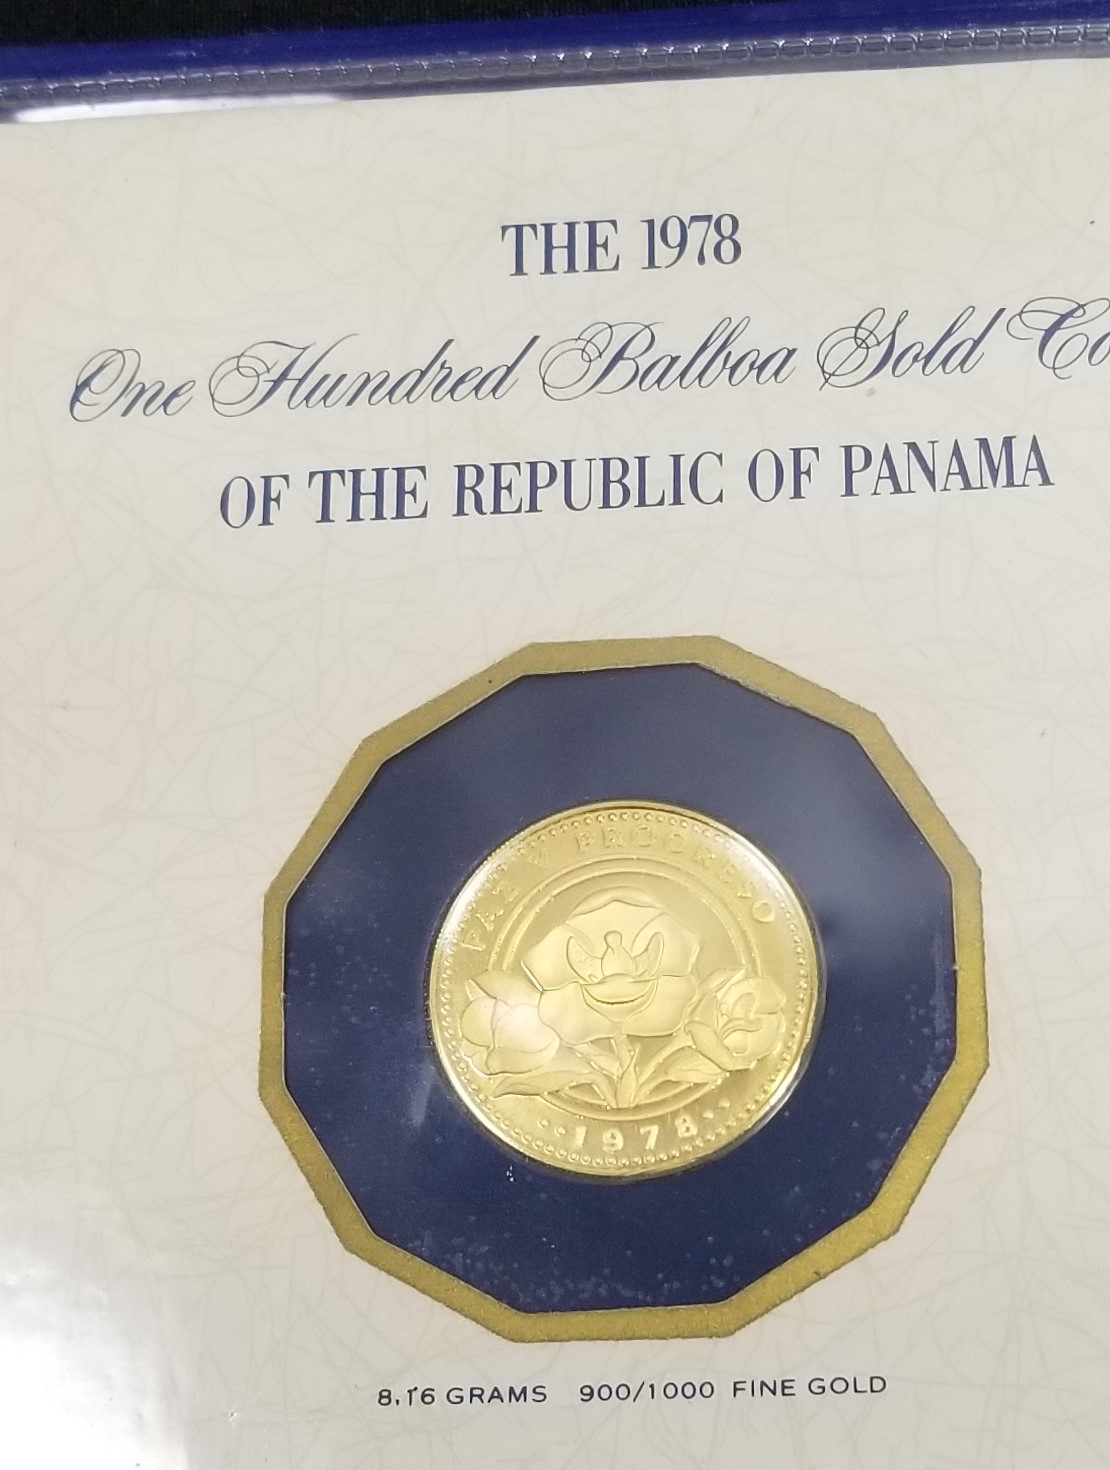 THE 1978
One Hundred Balboa Gold Co
OF THE REPUBLIC OF PANAMA
PAZ Y PROGRESO
1978
8.16 GRAMS 900/1000 FINE GOLD